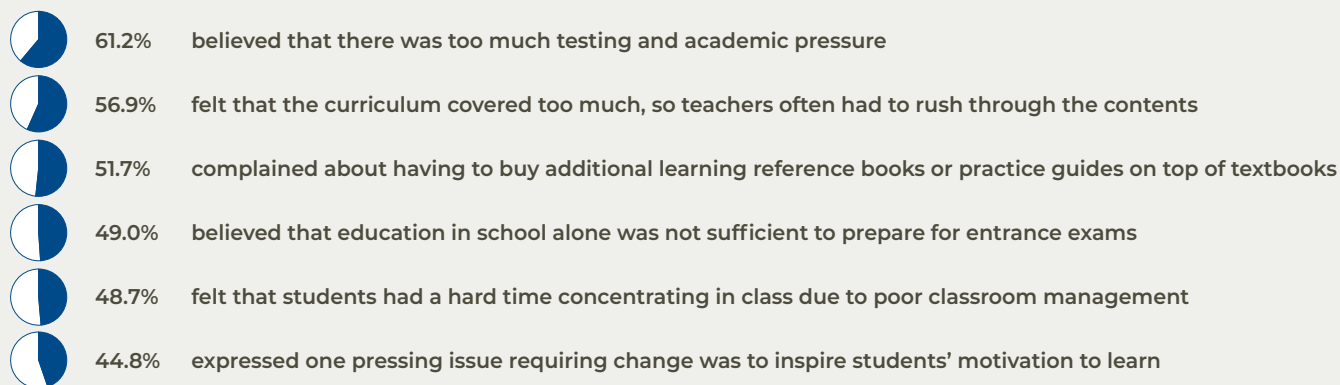 61.2% believed that there was too much testing and academic pressure
56.9% felt that the curriculum covered too much, so teachers often had to rush through the contents
51.7% complained about having to buy additional learning reference books or practice guides on top of textbooks
49.0% believed that education in school alone was not sufficient to prepare for entrance exams
48.7% felt that students had a hard time concentrating in class due to poor classroom management
44.8% expressed one pressing issue requiring change was to inspire students’ motivation to learn